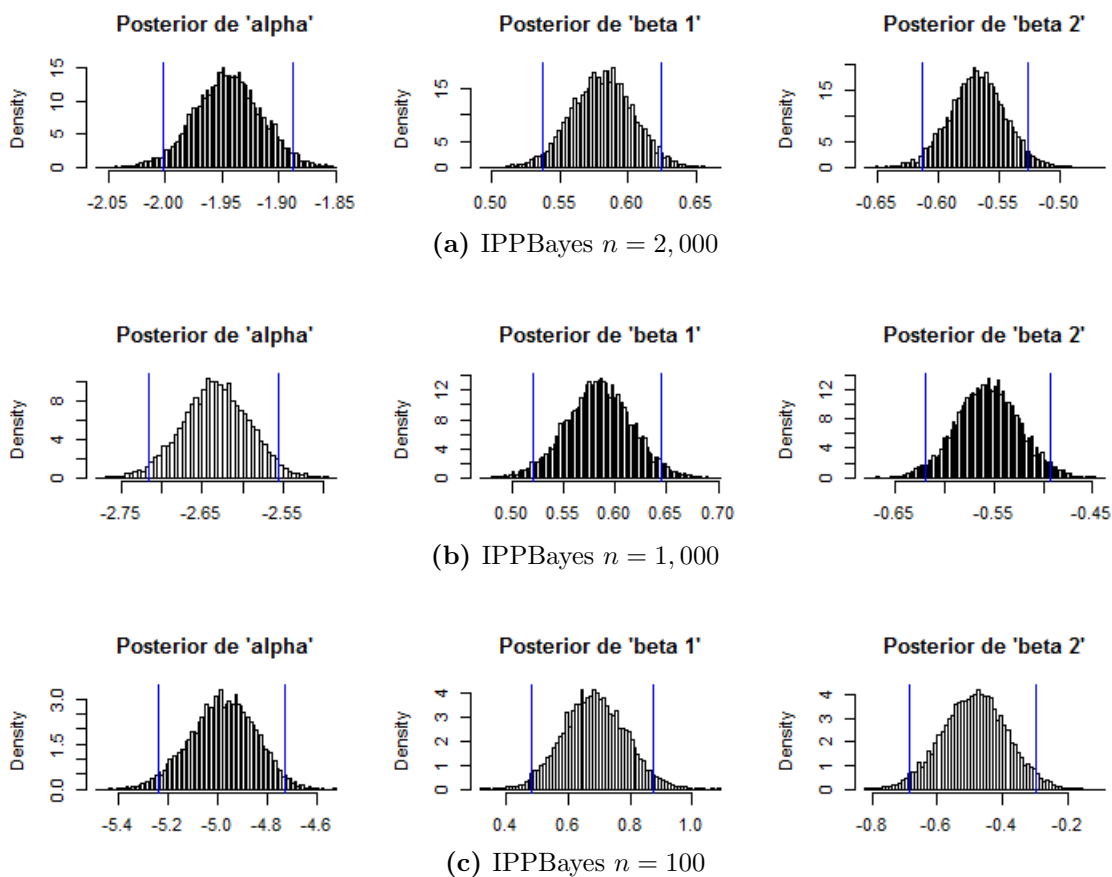 Posterior de 'alpha' Posterior de 'beta 1' Posterior de 'beta 2'
Density 0 5 10 15
-2.05 -2.00 -1.95 -1.90 -1.85
Density 0 5 15
0.50 0.55 0.60 0.65
Density 0 5 15
-0.65 -0.60 -0.55 -0.50
(a) IPPBayes n = 2, 000
Posterior de 'alpha' Posterior de 'beta 1' Posterior de 'beta 2'
Density 0 4 8
-2.75 -2.65 -2.55
Density 0 4 8 12
0.50 0.55 0.60 0.65 0.70
Density 0 4 8 12
-0.65 -0.55 -0.45
(b) IPPBayes n = 1, 000
Posterior de 'alpha' Posterior de 'beta 1' Posterior de 'beta 2'
Density 0.0 1.5 3.0
-5.4 -5.2 -5.0 -4.8 -4.6
Density 0 1 2 3 4
0.4 0.6 0.8 1.0
Density 0 1 2 3 4
-0.8 -0.6 -0.4 -0.2
(c) IPPBayes n = 100